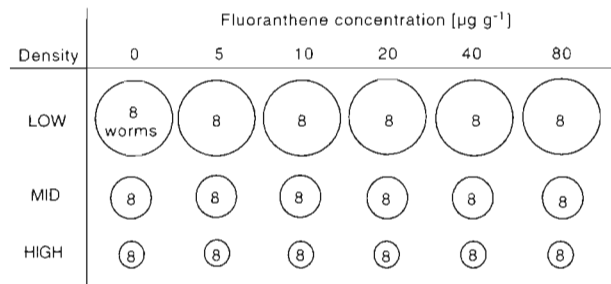 Fluoranthene concentration [µg g⁻¹]
Density 0 5 10 20 40 80
LOW 8 worms 8 8 8 8 8
MID 8 8 8 8 8 8
HIGH 8 8 8 8 8 8